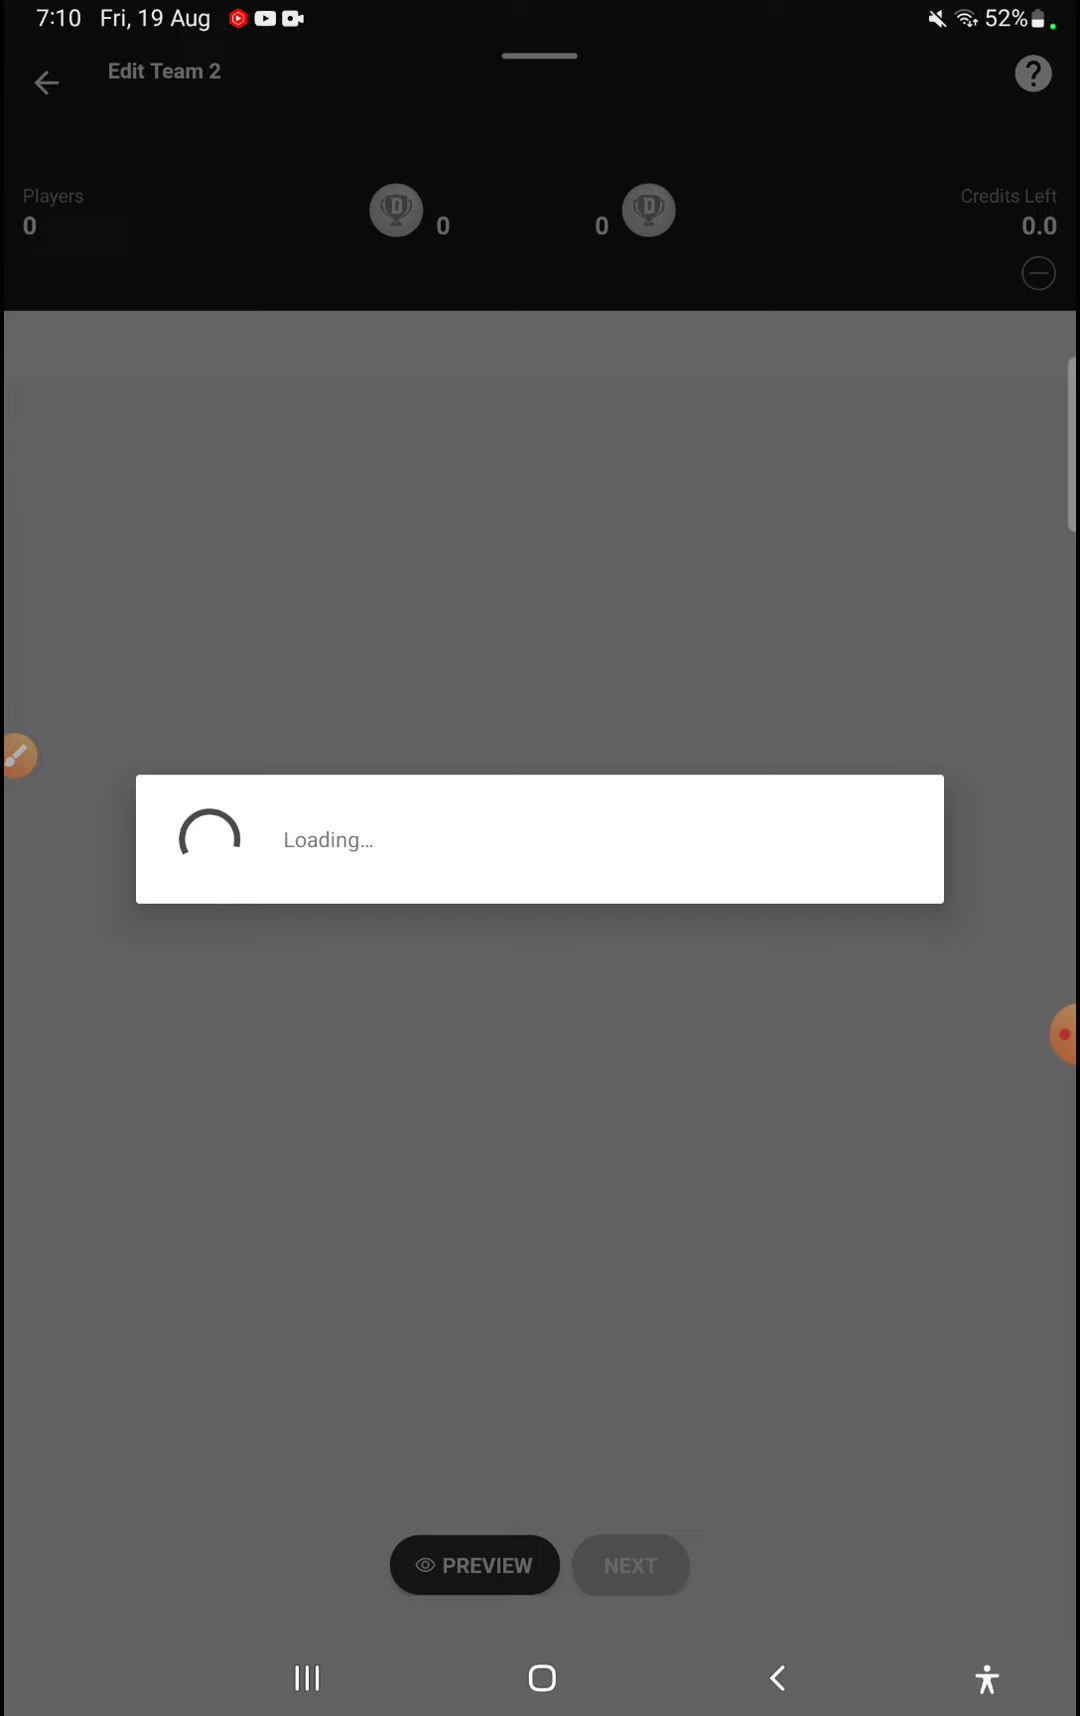 7:10 Fri, 19 Aug 52%
Edit Team 2
?
Players
Credits Left
0
D
0
0
D
0.0
Loading...
PREVIEW
NEXT